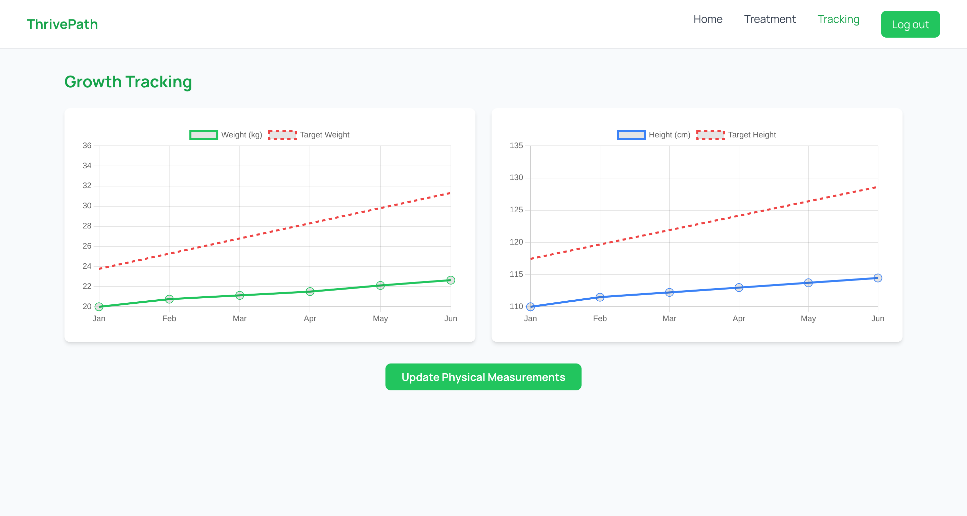 ThrivePath
Home Treatment Tracking Log out
Growth Tracking
Weight (kg) Target Weight
36
34
32
30
28
26
24
22
20
Jan Feb Mar Apr May Jun
Height (cm) Target Height
135
130
125
120
115
110
Jan Feb Mar Apr May Jun
Update Physical Measurements